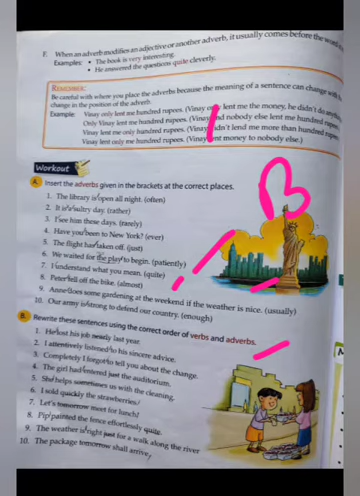 F. When an adverb modifies an adjective or another adverb, it usually comes before the word
Examples: • The book is very interesting.
• He answered the questions quite cleverly.
REMEMBER:
Be careful with where you place the adverbs because the meaning of a sentence can change with
change in the position of the adverb.
Example: Vinay only lent me hundred rupees. (Vinay lent me the money, he didn't do
Only Vinay lent me hundred rupees. (Vinay and nobody else lent me hundred
Vinay lent me only hundred rupees. (Vinay didn't lend me more than hundred
Vinay lent only me hundred rupees. (Vinay lent money to nobody else.)
Workout
A. Insert the adverbs given in the brackets at the correct places.
1. The library is open all night. (often)
2. It is a sultry day. (rather)
3. I see him these days. (rarely)
4. Have you been to New York? (ever)
5. The flight has taken off. (just)
6. We waited for the play to begin. (patiently)
7. I understand what you mean. (quite)
8. Peter fell off the bike. (almost)
9. Anne does some gardening at the weekend if the weather is nice. (usually)
10. Our army is strong to defend our country. (enough)
B
B. Rewrite these sentences using the correct order of verbs and adverbs.
1. He lost his job nearly last year.
2. I attentively listened to his sincere advice.
3. Completely I forgot to tell you about the change.
4. The girl had entered just the auditorium.
5. She helps sometimes us with the cleaning.
6. I sold quickly the strawberries.
7. Let's tomorrow meet for lunch!
8. Pip painted the fence effortlessly quite.
9. The weather is right just for a walk along the river
10. The package tomorrow shall arrive.